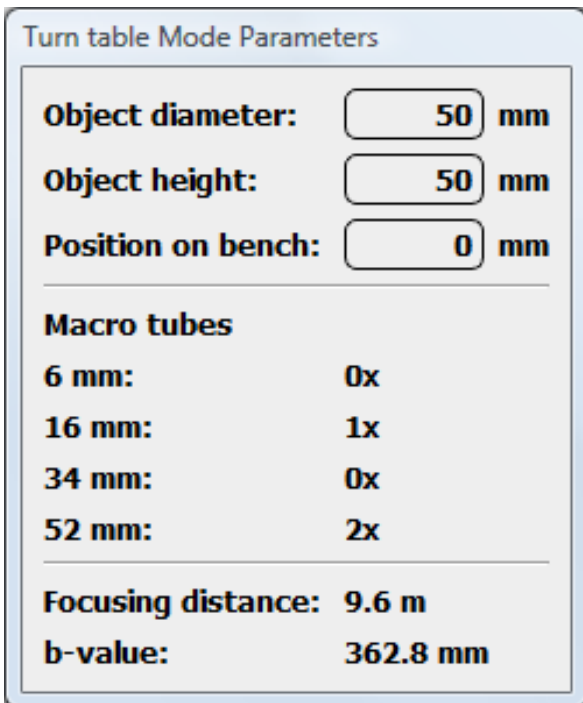 Turn table Mode Parameters
Object diameter: 50 mm
Object height: 50 mm
Position on bench: 0 mm
Macro tubes
6 mm: 0x
16 mm: 1x
34 mm: 0x
52 mm: 2x
Focusing distance: 9.6 m
b-value: 362.8 mm